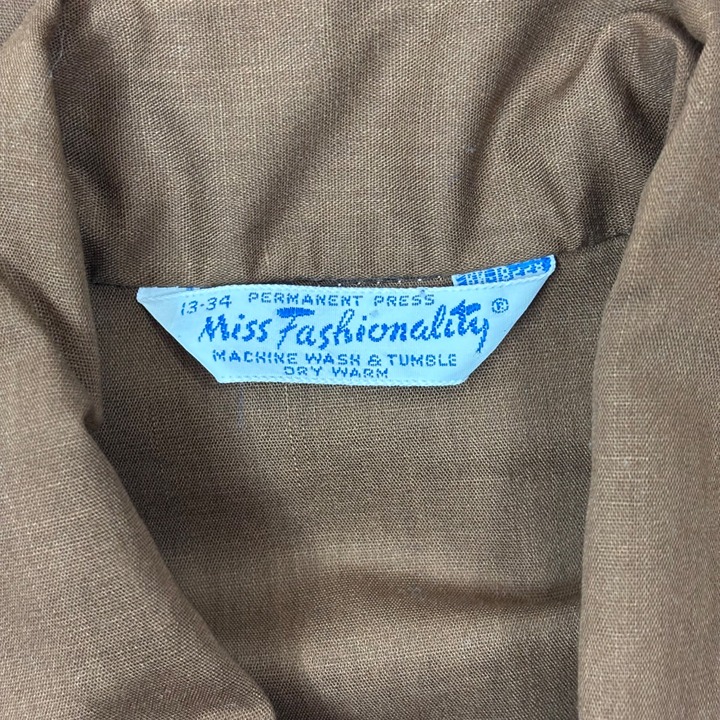 13-34 PERMANENT PRESS
Miss Fashionality ®
MACHINE WASH & TUMBLE
DRY WARM